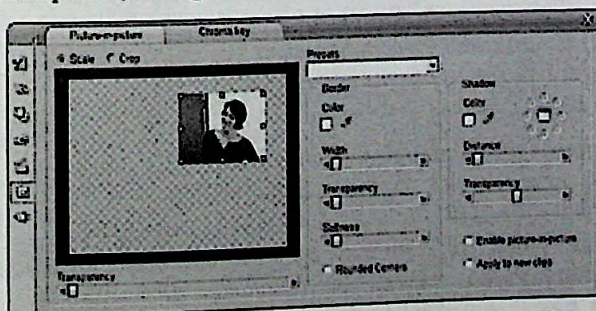 Picture-in-picture
Chroma key
Scale
Crop
Presets
Border
Color
Width
Transparency
Softness
Rounded Corners
Shadow
Color
Distance
Transparency
Enable picture-in-picture
Apply to new clips
Transparency